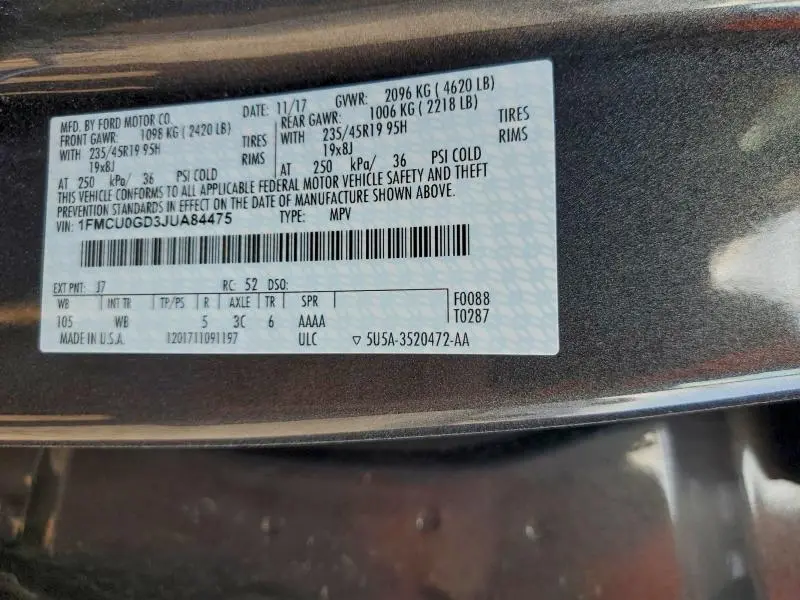 MFD. BY FORD MOTOR CO. DATE: 11/17 GVWR: 2096 KG ( 4620 LB)
FRONT GAWR: 1098 KG ( 2420 LB) REAR GAWR: 1006 KG ( 2218 LB)
WITH 235/45R19 95H TIRES WITH 235/45R19 95H TIRES
19x8J RIMS 19x8J RIMS
AT 250 kPa/ 36 PSI COLD AT 250 kPa/ 36 PSI COLD
THIS VEHICLE CONFORMS TO ALL APPLICABLE FEDERAL MOTOR VEHICLE SAFETY AND THEFT
PREVENTION STANDARDS IN EFFECT ON THE DATE OF MANUFACTURE SHOWN ABOVE.
VIN: 1FMCU0GD3JUA84475 TYPE: MPV
EXT PNT: J7 RC: 52 DSO:
WB INT TR TP/PS R AXLE TR SPR F0088
105 WB 5 3C 6 AAAA T0287
MADE IN U.S.A. 1201711091197 ULC ▽ 5U5A-3520472-AA